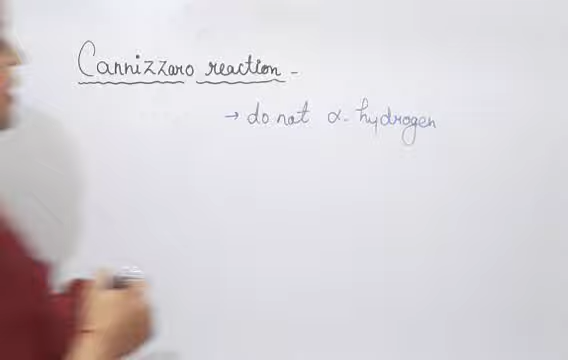 Cannizzaro reaction -
→ do not α. hydrogen